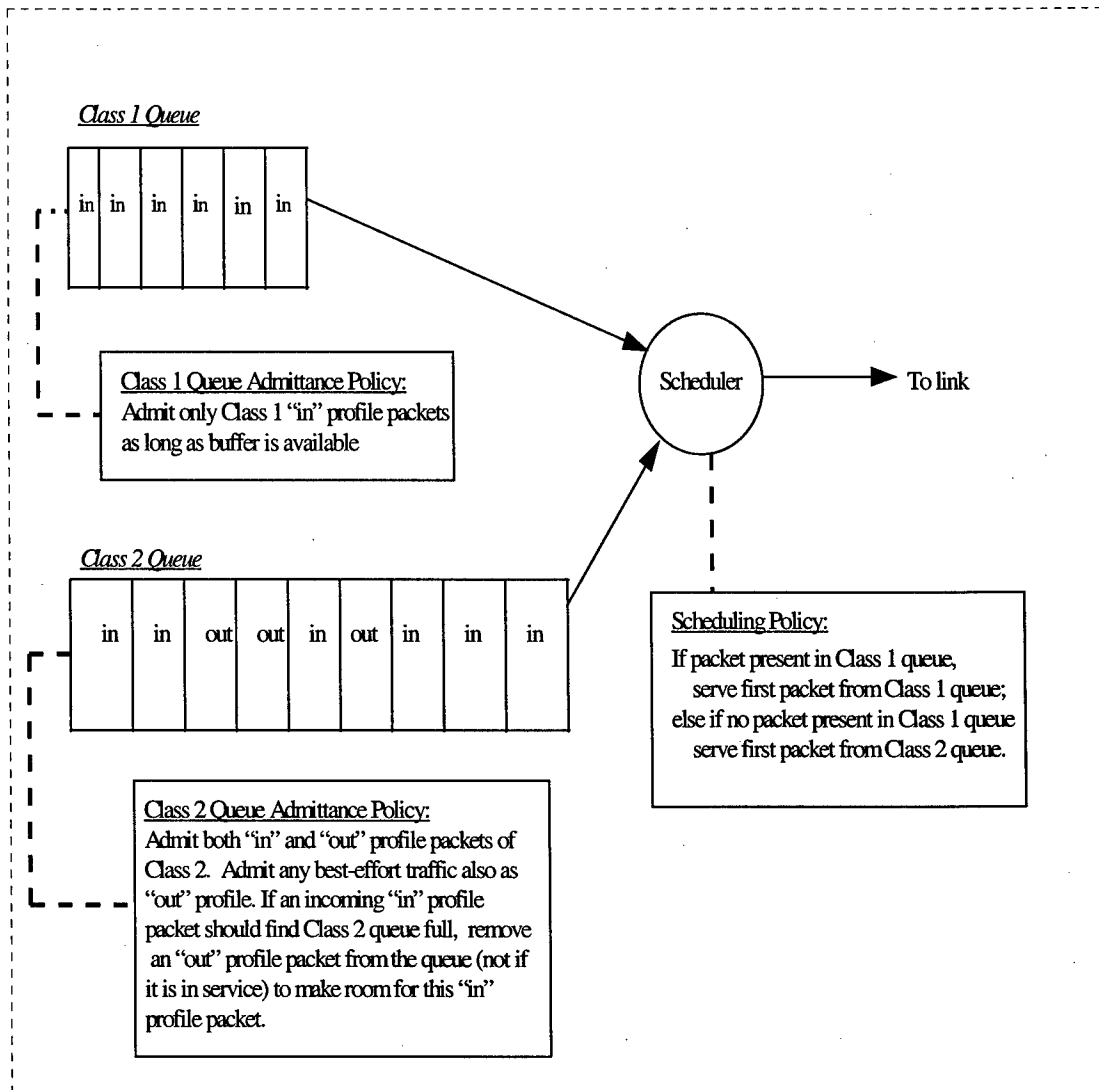 Class 1 Queue
in in in in in in
Class 1 Queue Admittance Policy:
Admit only Class 1 “in” profile packets
as long as buffer is available
Scheduler
To link
Class 2 Queue
in in out out in out in in in
Scheduling Policy:
If packet present in Class 1 queue,
serve first packet from Class 1 queue;
else if no packet present in Class 1 queue
serve first packet from Class 2 queue.
Class 2 Queue Admittance Policy:
Admit both “in” and “out” profile packets of
Class 2. Admit any best-effort traffic also as
“out” profile. If an incoming “in” profile
packet should find Class 2 queue full, remove
an “out” profile packet from the queue (not if
it is in service) to make room for this “in”
profile packet.